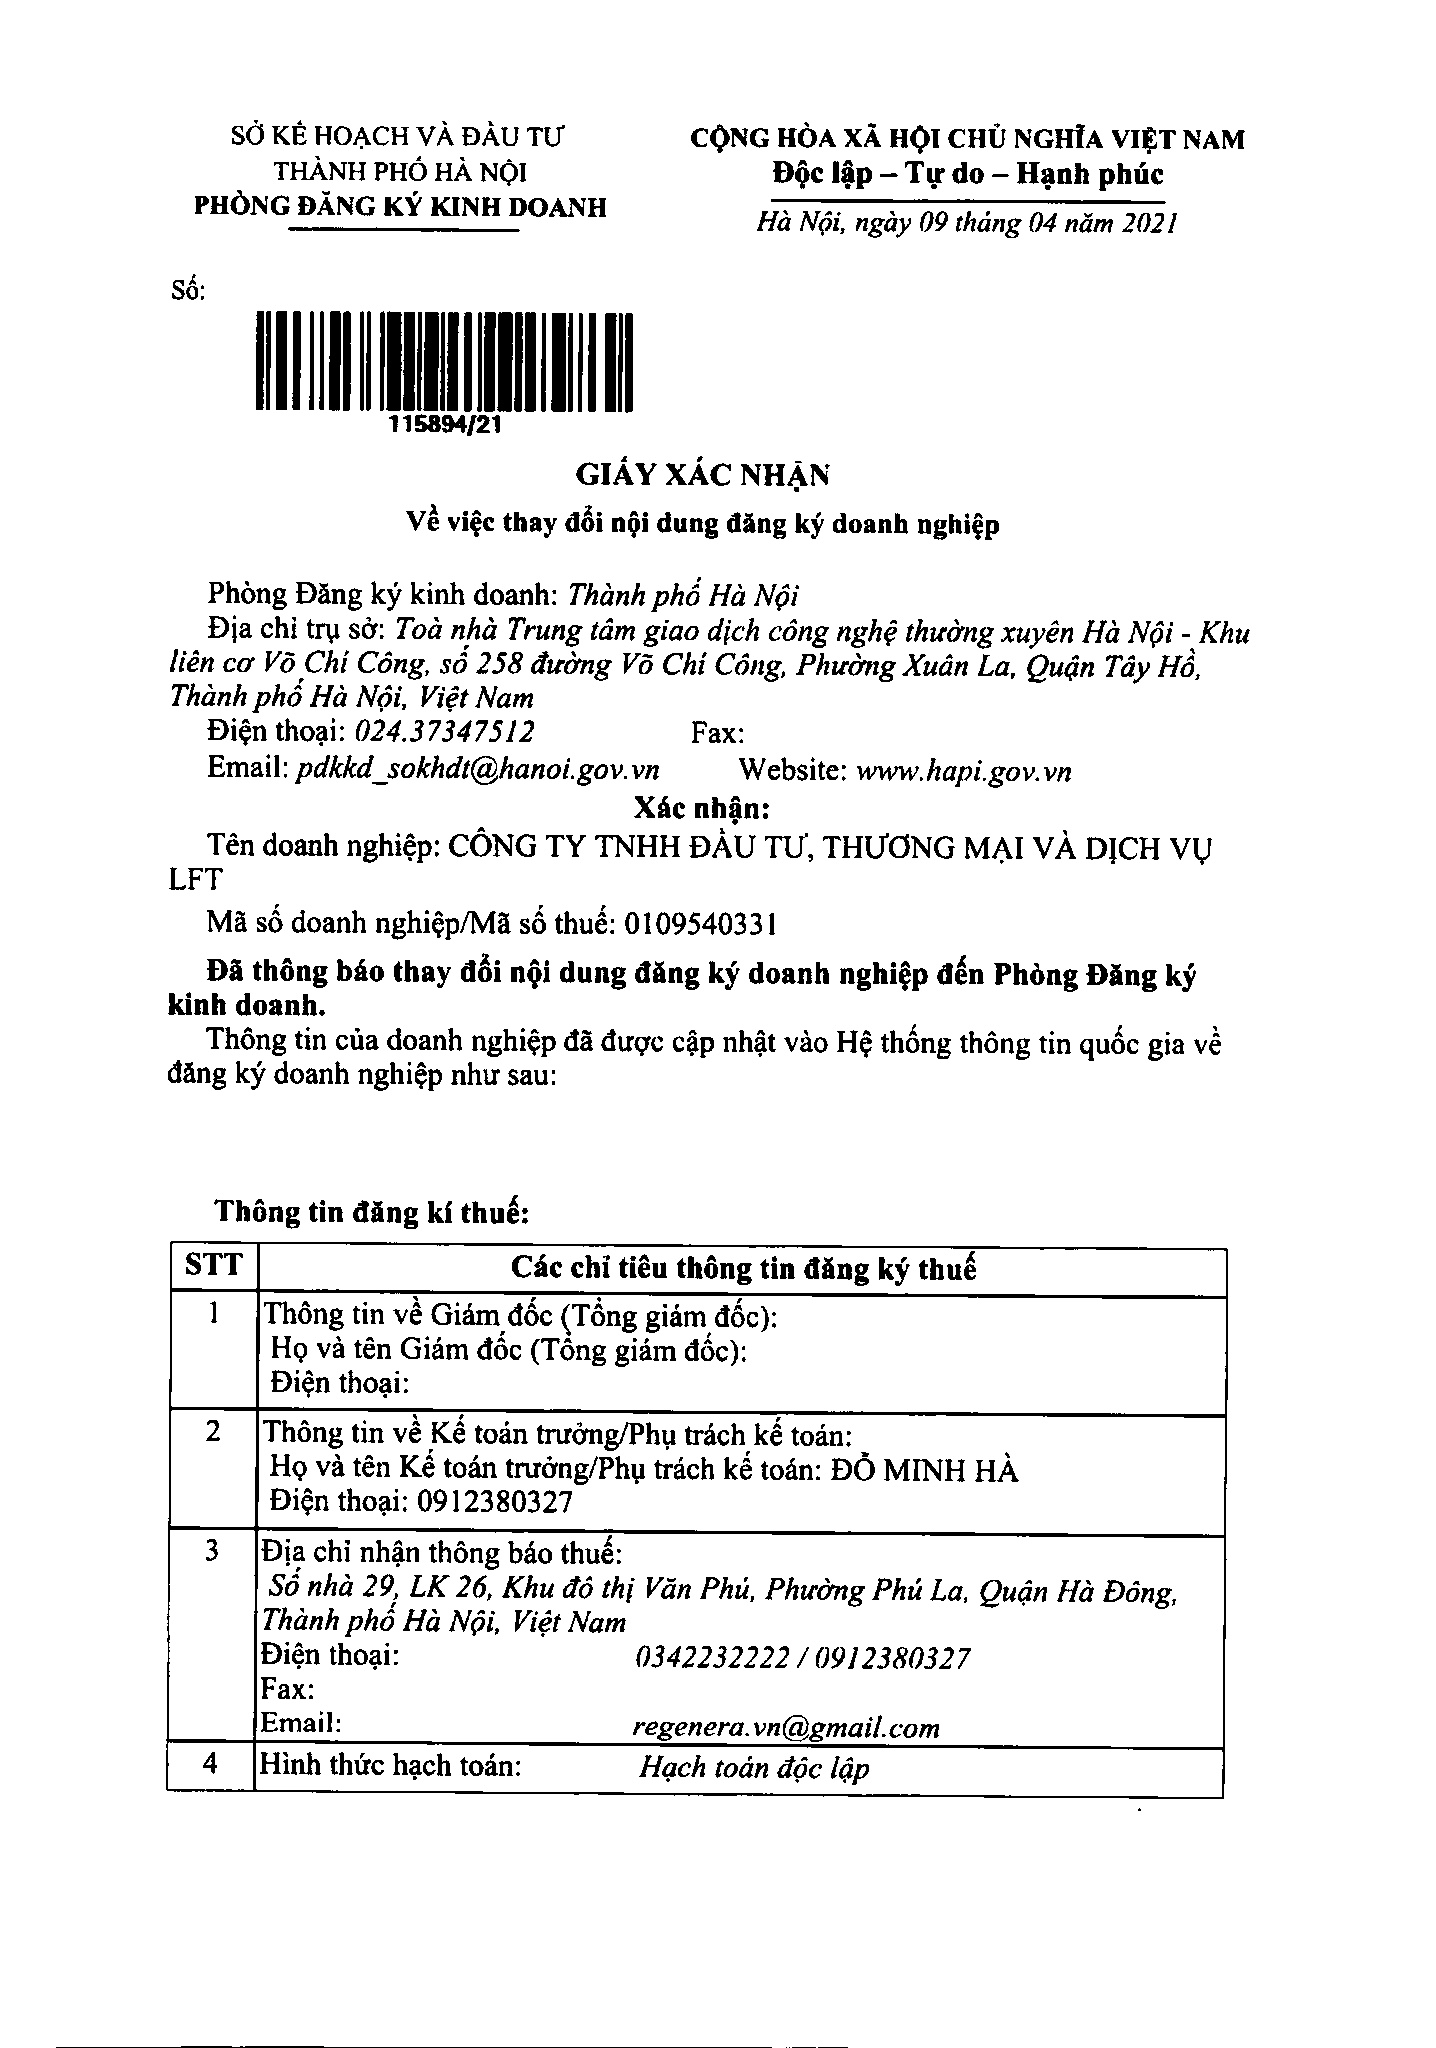 SỞ KẾ HOẠCH VÀ ĐẦU TƯ
THÀNH PHỐ HÀ NỘI
PHÒNG ĐĂNG KÝ KINH DOANH
CỘNG HÒA XÃ HỘI CHỦ NGHĨA VIỆT NAM
Độc lập – Tự do – Hạnh phúc
Hà Nội, ngày 09 tháng 04 năm 2021
Số:
115894/21
GIẤY XÁC NHẬN
Về việc thay đổi nội dung đăng ký doanh nghiệp
Phòng Đăng ký kinh doanh: Thành phố Hà Nội
Địa chỉ trụ sở: Toà nhà Trung tâm giao dịch công nghệ thường xuyên Hà Nội - Khu
liên cơ Võ Chí Công, số 258 đường Võ Chí Công, Phường Xuân La, Quận Tây Hồ,
Thành phố Hà Nội, Việt Nam
Điện thoại: 024.37347512 Fax:
Email: pdkkd_sokhdt@hanoi.gov.vn Website: www.hapi.gov.vn
Xác nhận:
Tên doanh nghiệp: CÔNG TY TNHH ĐẦU TƯ, THƯƠNG MẠI VÀ DỊCH VỤ
LFT
Mã số doanh nghiệp/Mã số thuế: 0109540331
Đã thông báo thay đổi nội dung đăng ký doanh nghiệp đến Phòng Đăng ký
kinh doanh.
Thông tin của doanh nghiệp đã được cập nhật vào Hệ thống thông tin quốc gia về
đăng ký doanh nghiệp như sau:
Thông tin đăng kí thuế:
STT Các chỉ tiêu thông tin đăng ký thuế
1 Thông tin về Giám đốc (Tổng giám đốc):
Họ và tên Giám đốc (Tổng giám đốc):
Điện thoại:
2 Thông tin về Kế toán trưởng/Phụ trách kế toán:
Họ và tên Kế toán trưởng/Phụ trách kế toán: ĐỖ MINH HÀ
Điện thoại: 0912380327
3 Địa chỉ nhận thông báo thuế:
Số nhà 29, LK 26, Khu đô thị Văn Phú, Phường Phú La, Quận Hà Đông,
Thành phố Hà Nội, Việt Nam
Điện thoại: 0342232222 / 0912380327
Fax:
Email: regenera.vn@gmail.com
4 Hình thức hạch toán: Hạch toán độc lập